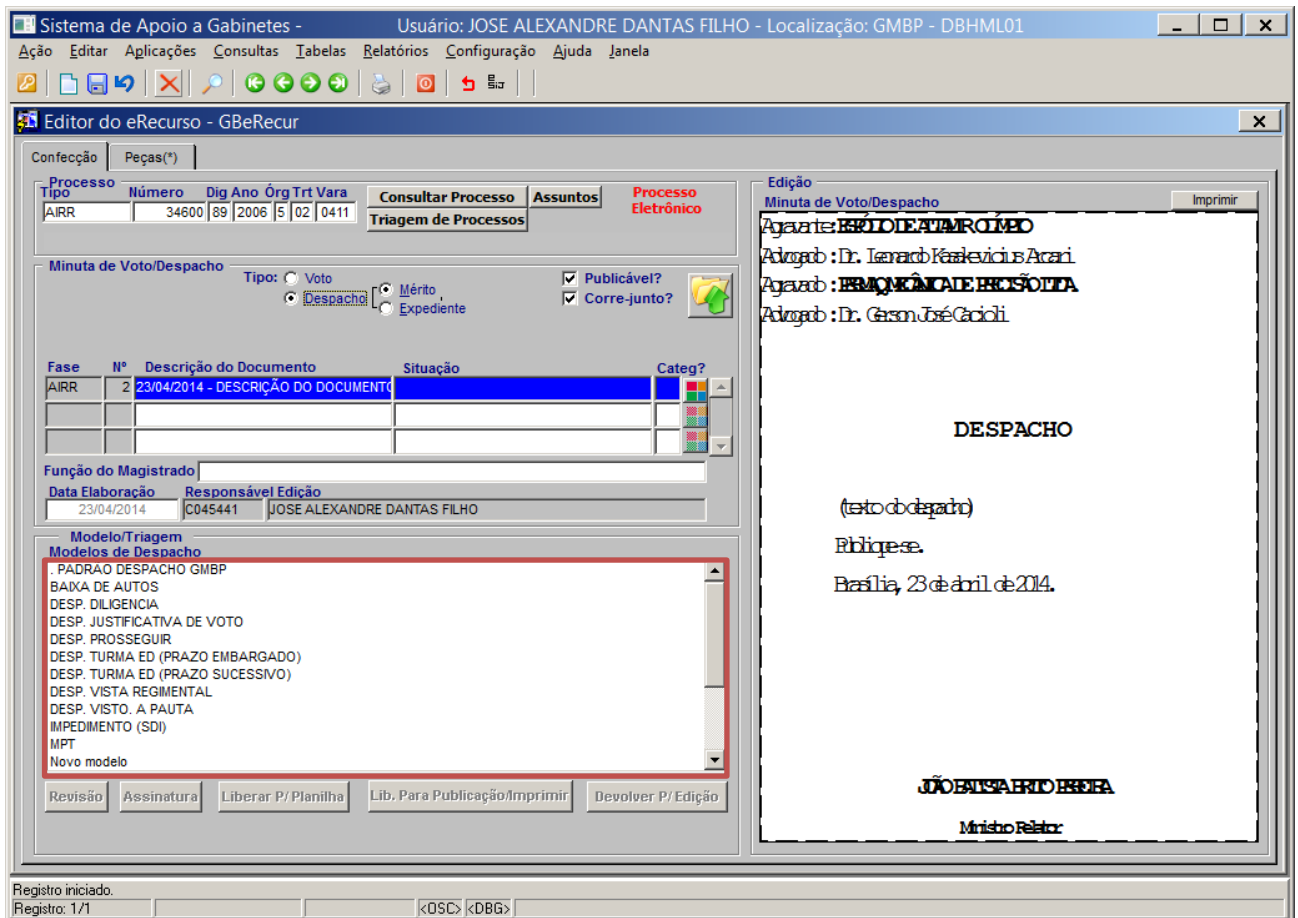 Sistema de Apoio a Gabinetes - Usuário: JOSE ALEXANDRE DANTAS FILHO - Localização: GMBP - DBHML01
Ação Editar Aplicações Consultas Tabelas Relatórios Configuração Ajuda Janela
Editor do eRecurso - GBeRecur
Confecção Peças(*)
Processo
Tipo Número Dig Ano Órg Trt Vara
AIRR 34600 89 2006 5 02 0411
Consultar Processo Assuntos
Triagem de Processos
Processo
Eletrônico
Minuta de Voto/Despacho
Tipo: Voto
Despacho
Mérito
Expediente
Publicável?
Corre-junto?
Fase Nº Descrição do Documento Situação Categ?
AIRR 2 23/04/2014 - DESCRIÇÃO DO DOCUMENTO
Função do Magistrado
Data Elaboração Responsável Edição
23/04/2014 C045441 JOSE ALEXANDRE DANTAS FILHO
Modelo/Triagem
Modelos de Despacho
. PADRAO DESPACHO GMBP
BAIXA DE AUTOS
DESP. DILIGENCIA
DESP. JUSTIFICATIVA DE VOTO
DESP. PROSSEGUIR
DESP. TURMA ED (PRAZO EMBARGADO)
DESP. TURMA ED (PRAZO SUCESSIVO)
DESP. VISTA REGIMENTAL
DESP. VISTO. A PAUTA
IMPEDIMENTO (SDI)
MPT
Novo modelo
Revisão Assinatura Liberar P/ Planilha Lib. Para Publicação/Imprimir Devolver P/ Edição
Edição
Minuta de Voto/Despacho Imprimir
Agravante:
Advogado :Dr. Leonardo
Agravado :
Advogado :Dr. Gerson José
DESPACHO
(texto do despacho)
Publique-se.
Brasília, 23 de abril de 2014.
JOÃO BATISTA BRITO PEREIRA
Ministro Relator
Registro iniciado.
Registro: 1/1 <OSC> <DBG>